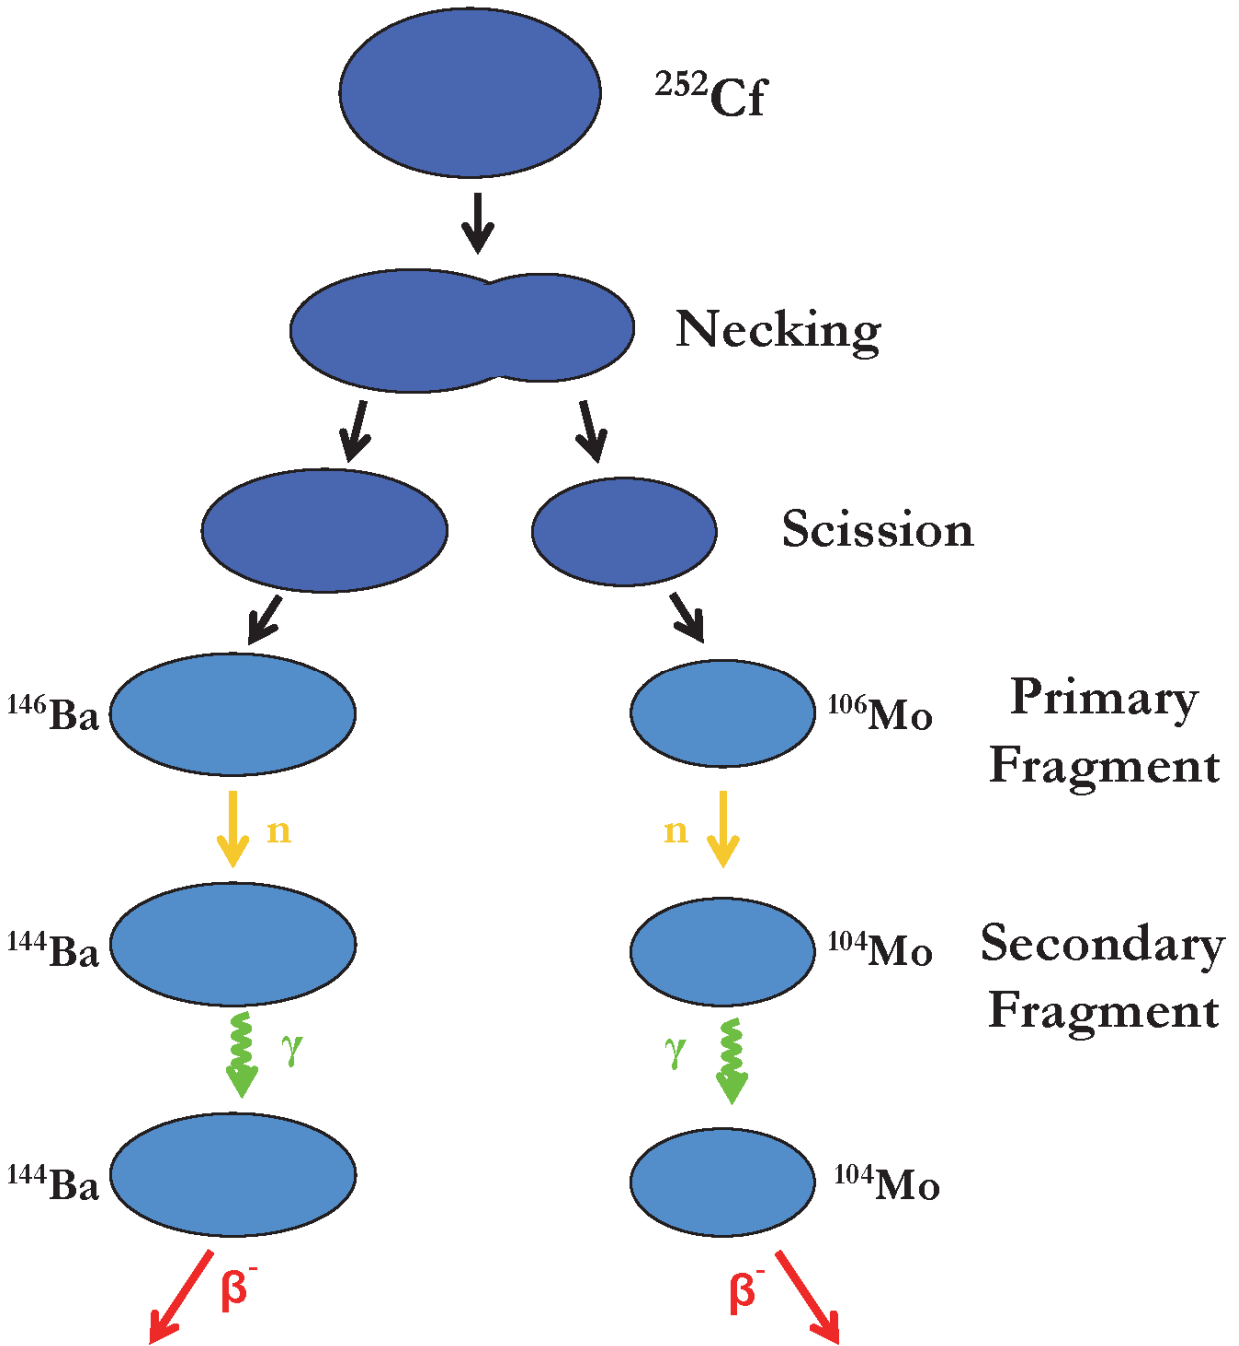 ²⁵²Cf
Necking
Scission
¹⁴⁶Ba
¹⁰⁶Mo
Primary
Fragment
n
n
¹⁴⁴Ba
¹⁰⁴Mo
Secondary
Fragment
γ
γ
¹⁴⁴Ba
¹⁰⁴Mo
β⁻
β⁻